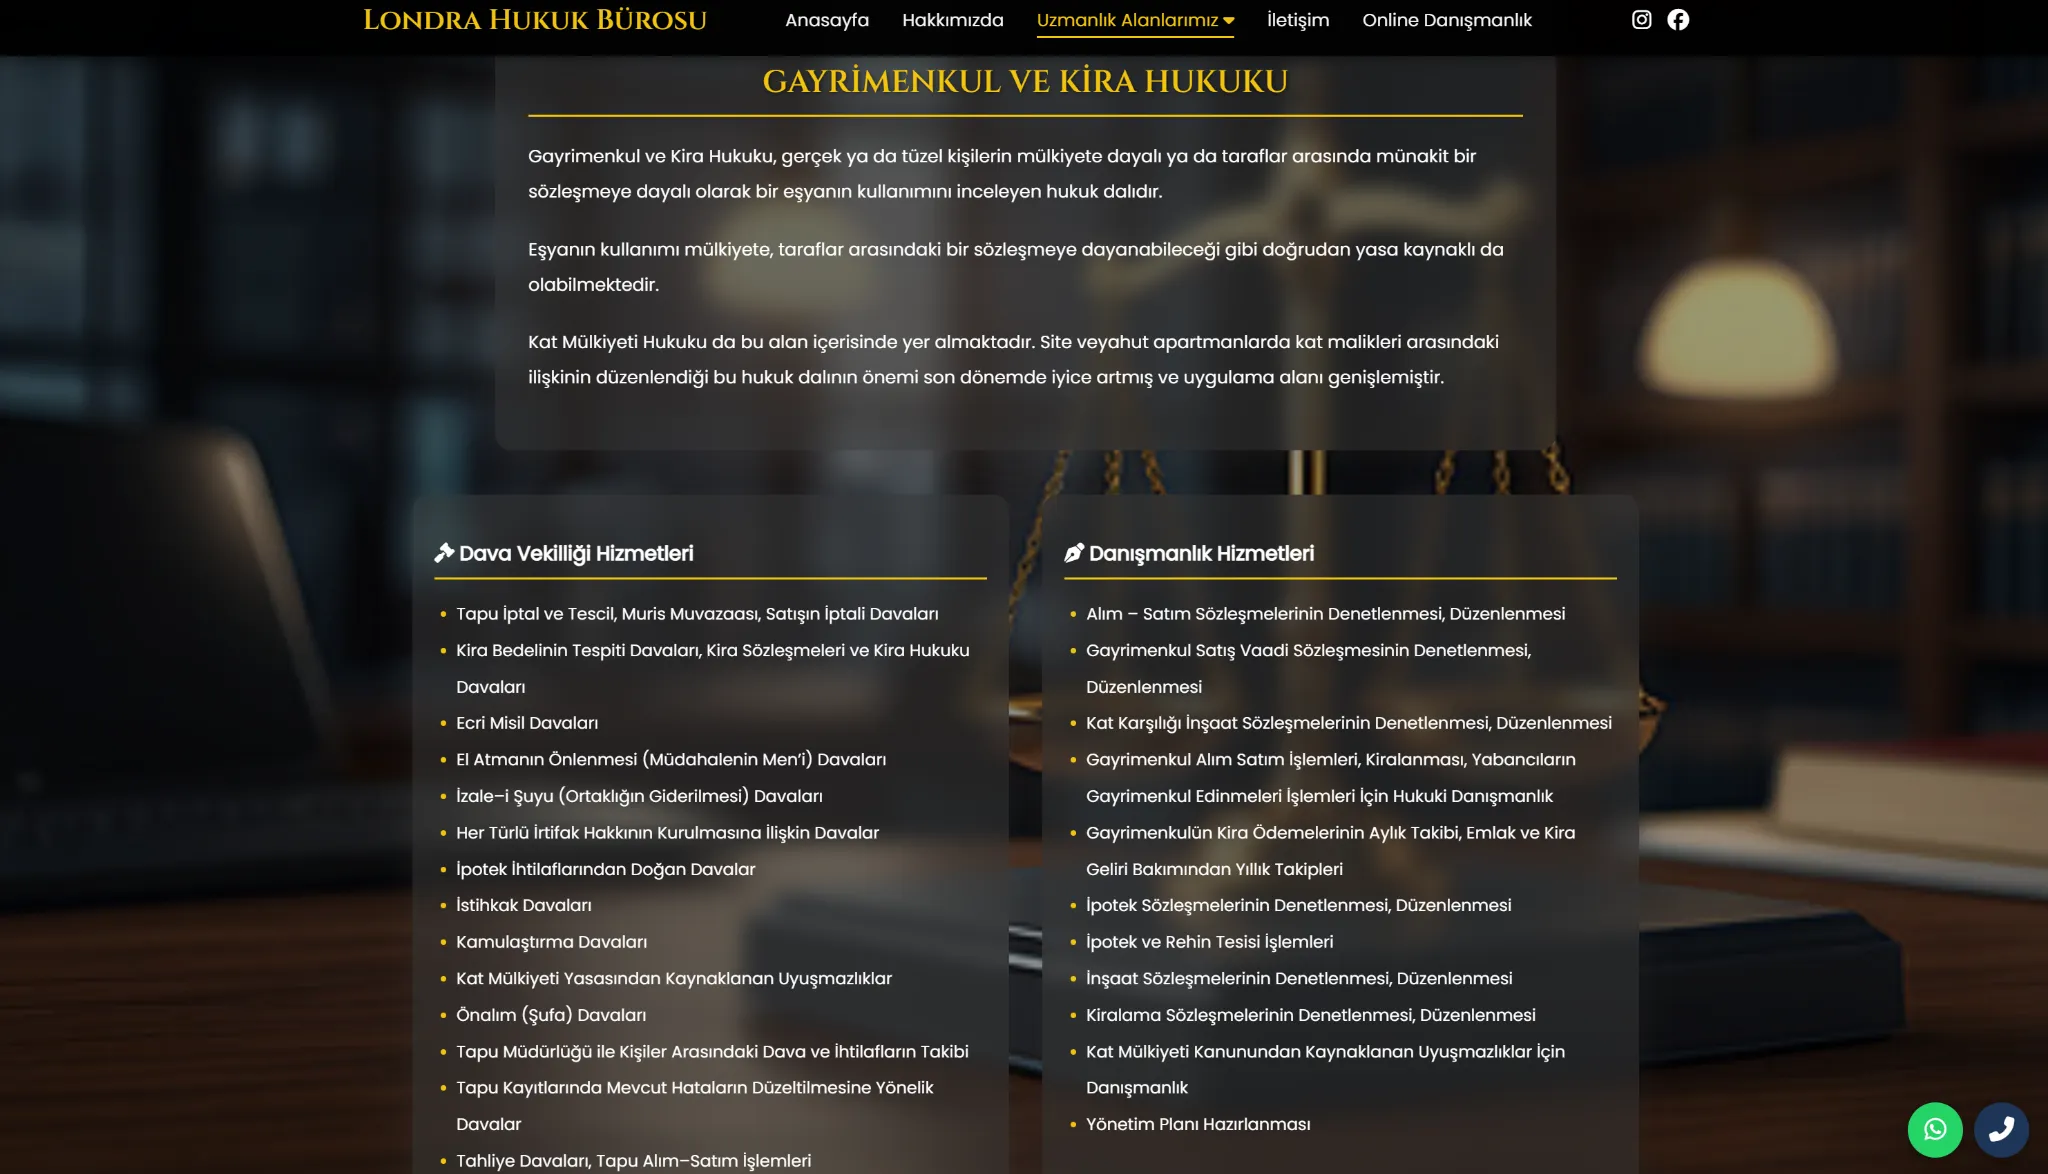 Londra Hukuk Bürosu
Anasayfa
Hakkımızda
Uzmanlık Alanlarımız
İletişim
Online Danışmanlık
GAYRİMENKUL VE KİRA HUKUKU
Gayrimenkul ve Kira Hukuku, gerçek ya da tüzel kişilerin mülkiyete dayalı ya da taraflar arasında münakit bir
sözleşmeye dayalı olarak bir eşyanın kullanımını inceleyen hukuk dalıdır.
Eşyanın kullanımı mülkiyete, taraflar arasındaki bir sözleşmeye dayanabileceği gibi doğrudan yasa kaynaklı da
olabilmektedir.
Kat Mülkiyeti Hukuku da bu alan içerisinde yer almaktadır. Site veyahut apartmanlarda kat malikleri arasındaki
ilişkinin düzenlendiği bu hukuk dalının önemi son dönemde iyice artmış ve uygulama alanı genişlemiştir.
Dava Vekilliği Hizmetleri
• Tapu İptal ve Tescil, Muris Muvazaası, Satışın İptali Davaları
• Kira Bedelinin Tespiti Davaları, Kira Sözleşmeleri ve Kira Hukuku
Davaları
• Ecri Misil Davaları
• El Atmanın Önlenmesi (Müdahalenin Men’i) Davaları
• İzale–i Şuyu (Ortaklığın Giderilmesi) Davaları
• Her Türlü İrtifak Hakkının Kurulmasına İlişkin Davalar
• İpotek İhtilaflarından Doğan Davalar
• İstihkak Davaları
• Kamulaştırma Davaları
• Kat Mülkiyeti Yasasından Kaynaklanan Uyuşmazlıklar
• Önalım (Şufa) Davaları
• Tapu Müdürlüğü ile Kişiler Arasındaki Dava ve İhtilafların Takibi
• Tapu Kayıtlarında Mevcut Hataların Düzeltilmesine Yönelik
Davalar
• Tahliye Davaları, Tapu Alım–Satım İşlemleri
Danışmanlık Hizmetleri
• Alım – Satım Sözleşmelerinin Denetlenmesi, Düzenlenmesi
• Gayrimenkul Satış Vaadi Sözleşmesinin Denetlenmesi,
Düzenlenmesi
• Kat Karşılığı İnşaat Sözleşmelerinin Denetlenmesi, Düzenlenmesi
• Gayrimenkul Alım Satım İşlemleri, Kiralanması, Yabancıların
Gayrimenkul Edinmeleri İşlemleri İçin Hukuki Danışmanlık
• Gayrimenkulün Kira Ödemelerinin Aylık Takibi, Emlak ve Kira
Geliri Bakımından Yıllık Takipleri
• İpotek Sözleşmelerinin Denetlenmesi, Düzenlenmesi
• İpotek ve Rehin Tesisi İşlemleri
• İnşaat Sözleşmelerinin Denetlenmesi, Düzenlenmesi
• Kiralama Sözleşmelerinin Denetlenmesi, Düzenlenmesi
• Kat Mülkiyeti Kanunundan Kaynaklanan Uyuşmazlıklar İçin
Danışmanlık
• Yönetim Planı Hazırlanması